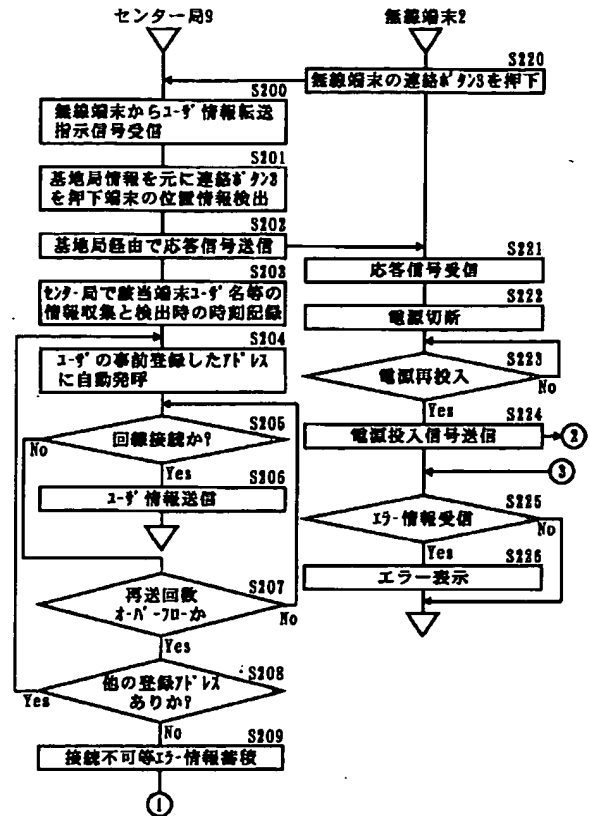 センター局9
無線端末2
S220
無線端末の連絡ﾎﾞﾀﾝ3を押下
S200
無線端末からﾕｰｻﾞ情報転送
指示信号受信
S201
基地局情報を元に連絡ﾎﾞﾀﾝ3
を押下端末の位置情報検出
S202
基地局経由で応答信号送信
S221
応答信号受信
S203
ｾﾝﾀｰ局で該当端末ﾕｰｻﾞ名等の
情報収集と検出時の時刻記録
S222
電源切断
S204
ﾕｰｻﾞの事前登録したｱﾄﾞﾚｽ
に自動発呼
S223
電源再投入
No
Yes
S205
回線接続か?
No
Yes
S224
電源投入信号送信
②
③
S206
ﾕｰｻﾞ情報送信
S225
ｴﾗｰ情報受信
No
Yes
S226
エラー表示
S207
再送回数
ｵｰﾊﾞｰﾌﾛｰか
No
Yes
S208
他の登録ｱﾄﾞﾚｽ
ありか?
Yes
No
S209
接続不可等ｴﾗｰ情報蓄積
①